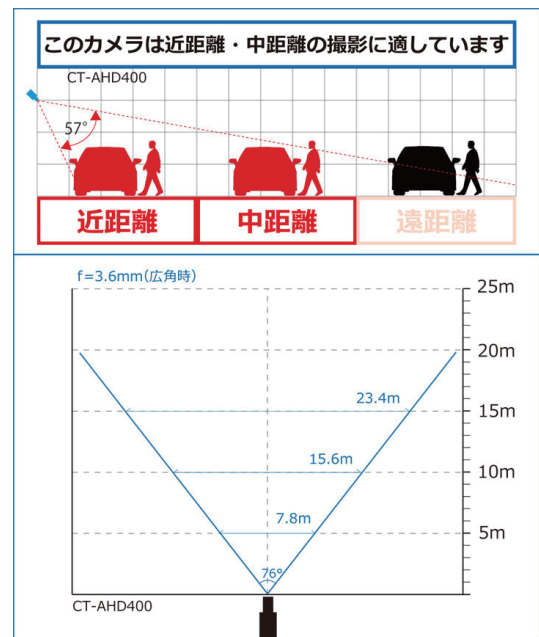 このカメラは近距離・中距離の撮影に適しています
CT-AHD400
57°
近距離
中距離
遠距離
f=3.6mm(広角時)
25m
20m
23.4m
15m
15.6m
10m
7.8m
5m
76°
CT-AHD400